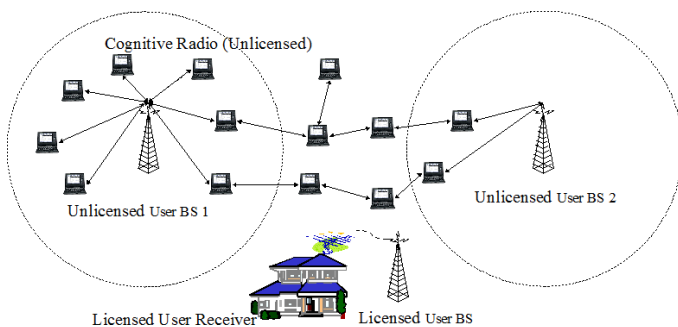 Cognitive Radio (Unlicensed)
Unlicensed User BS 1
Unlicensed User BS 2
Licensed User Receiver
Licensed User BS